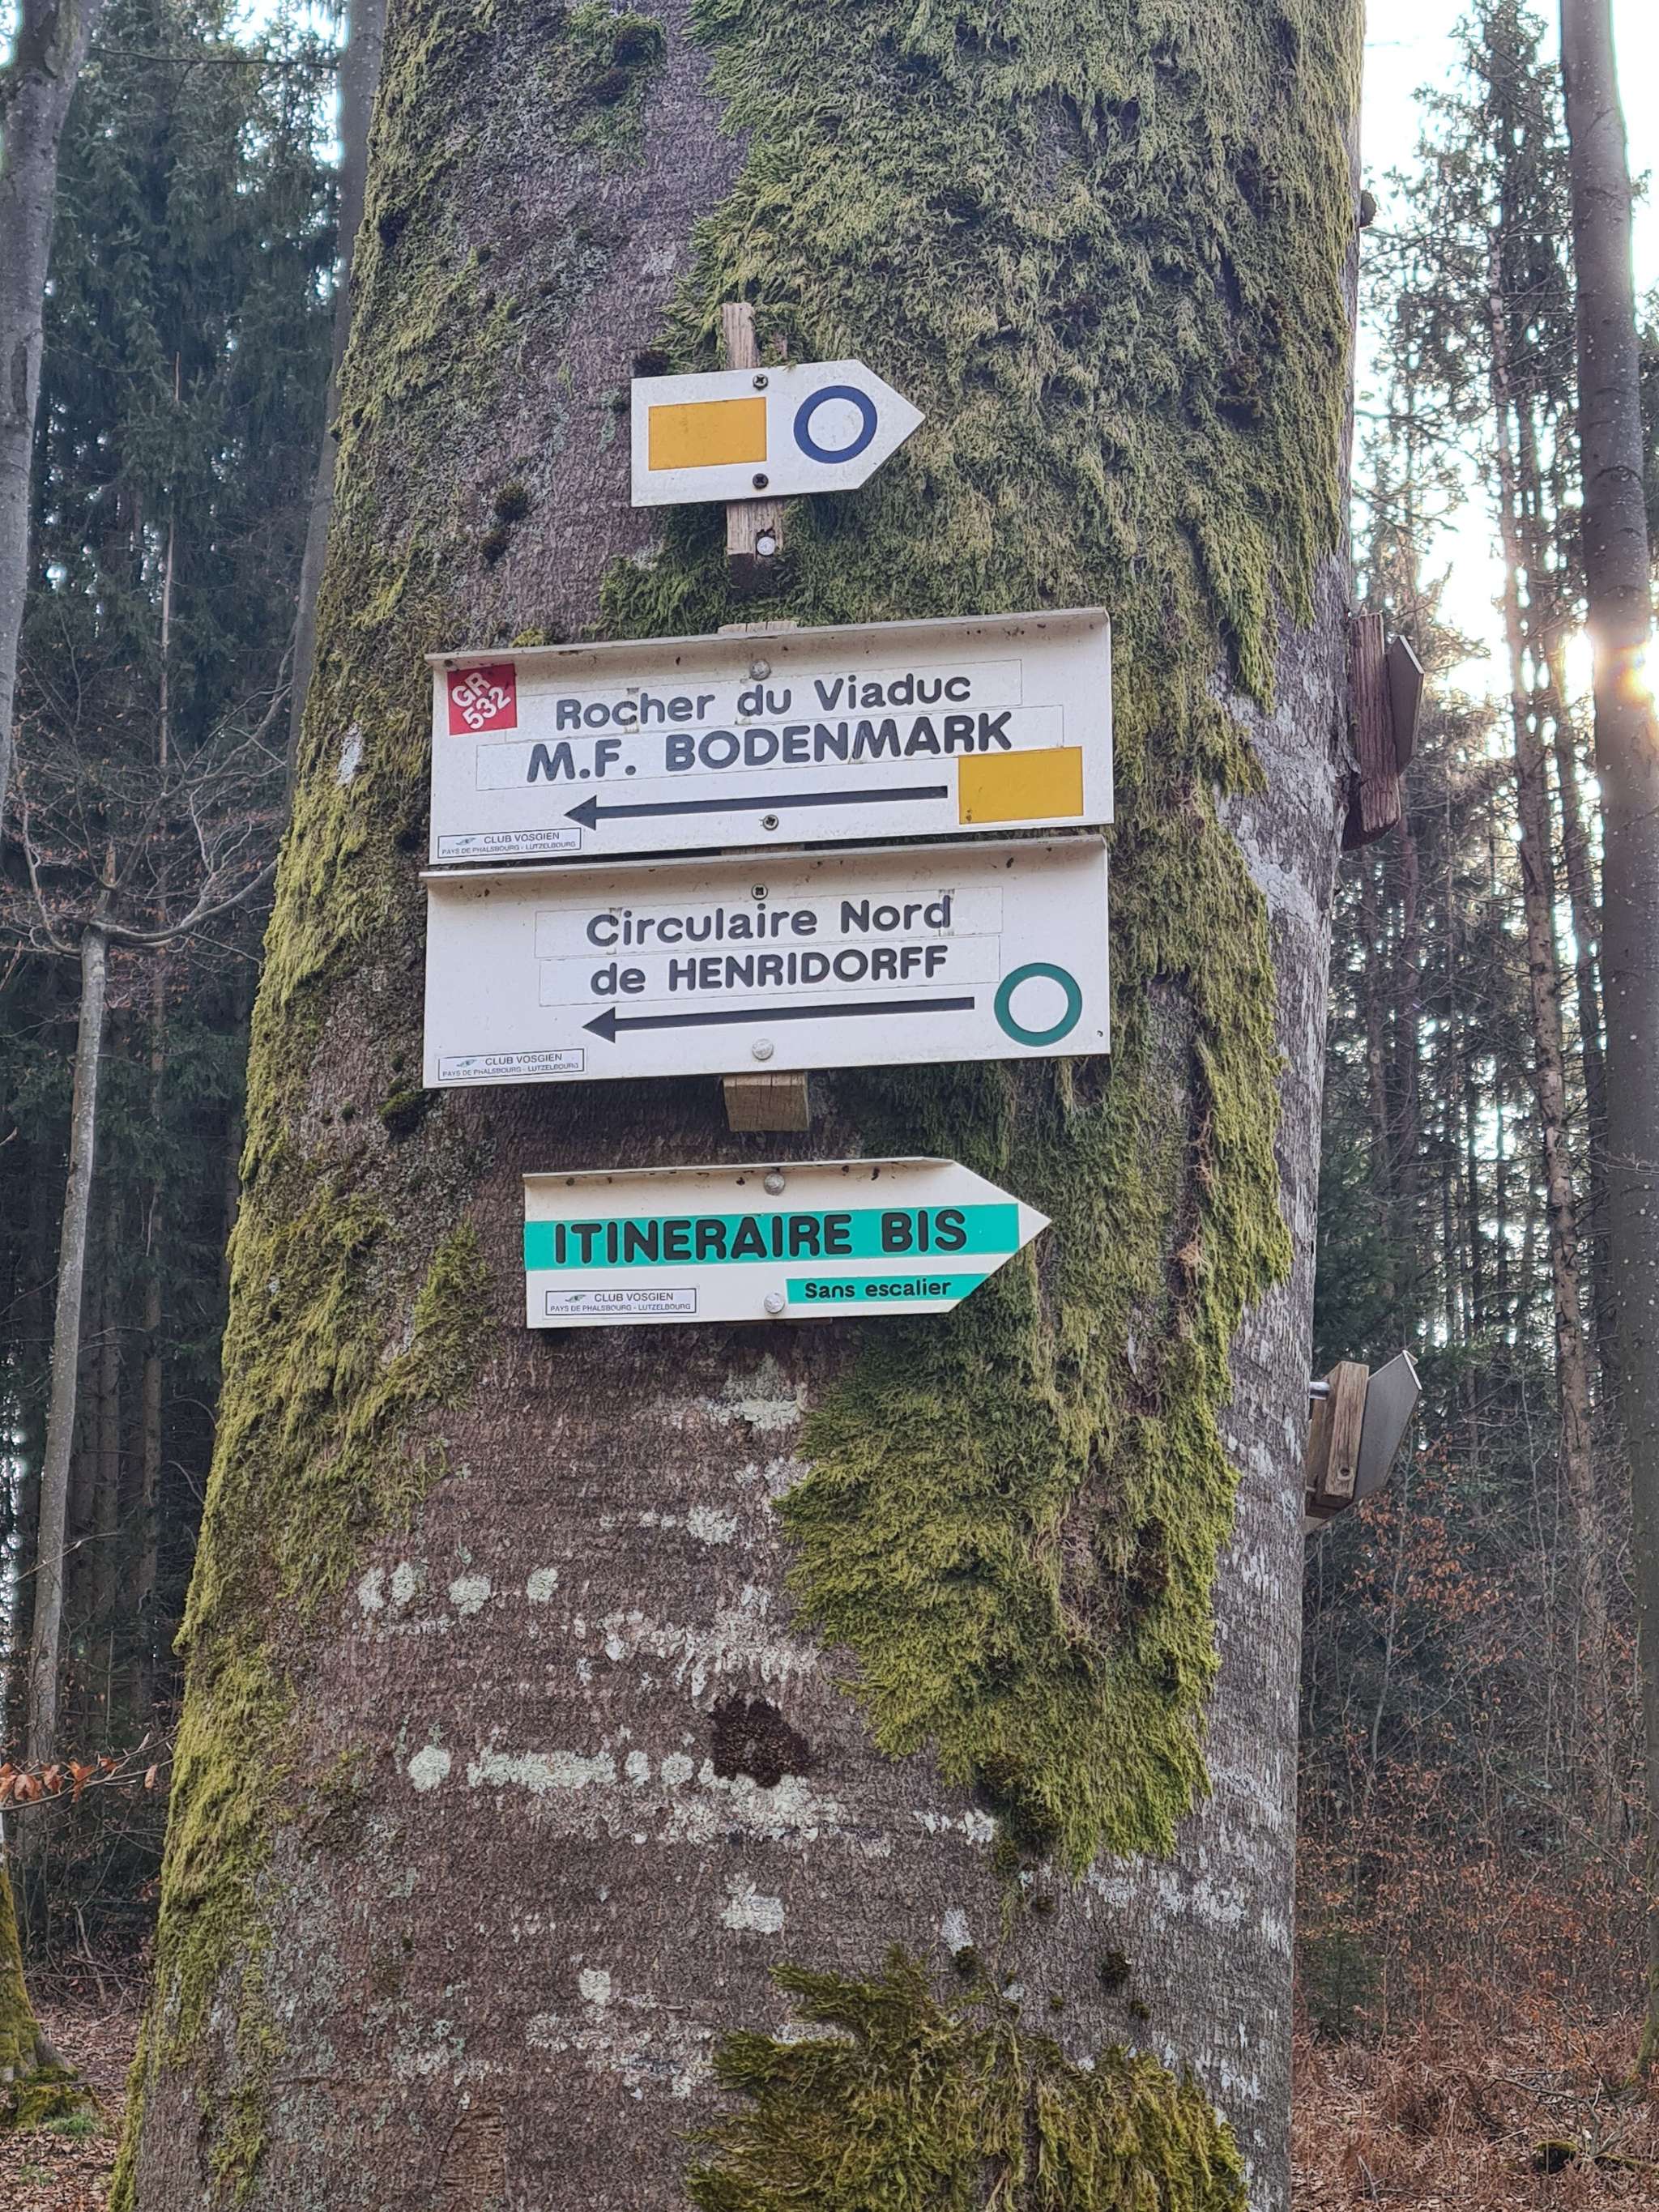 GR
532
Rocher du Viaduc
M.F. BODENMARK
CLUB VOSGIEN
PAYS DE PHALSBOURG - LUTZELBOURG
Circulaire Nord
de HENRIDORFF
CLUB VOSGIEN
PAYS DE PHALSBOURG - LUTZELBOURG
ITINERAIRE BIS
Sans escalier
CLUB VOSGIEN
PAYS DE PHALSBOURG - LUTZELBOURG